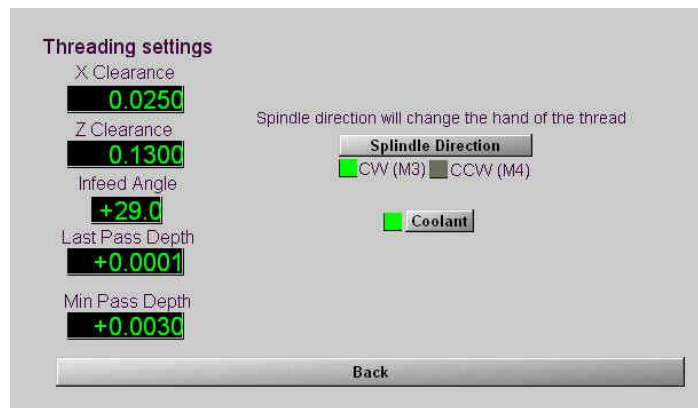 Threading settings
X Clearance
0.0250
Z Clearance
0.1300
Infeed Angle
+29.0
Last Pass Depth
+0.0001
Min Pass Depth
+0.0030
Spindle direction will change the hand of the thread
Splindle Direction
CW (M3) CCW (M4)
Coolant
Back